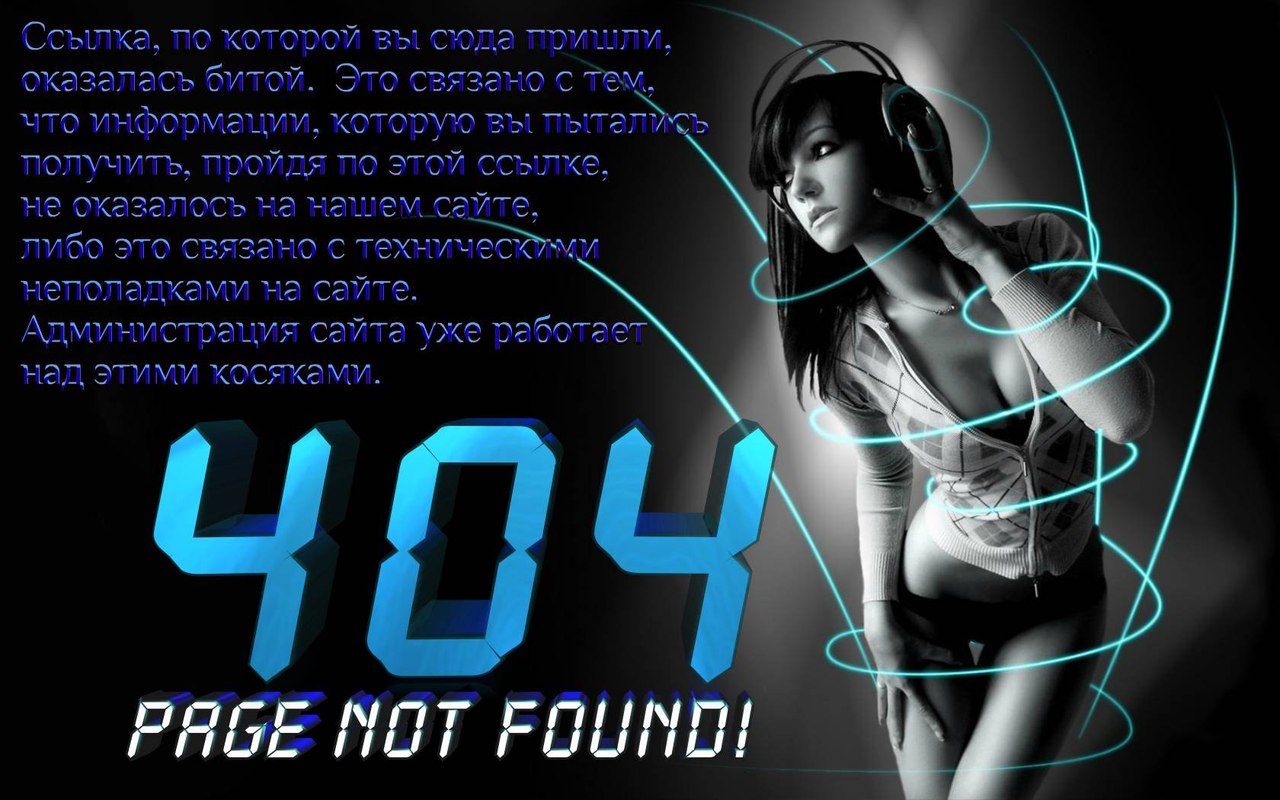 Ссылка, по которой вы сюда пришли,
оказалась битой. Это связано с тем,
что информации, которую вы пытались
получить, пройдя по этой ссылке,
не оказалось на нашем сайте,
либо это связано с техническими
неполадками на сайте.
Администрация сайта уже работает
над этими косяками.
404
PAGE NOT FOUND!